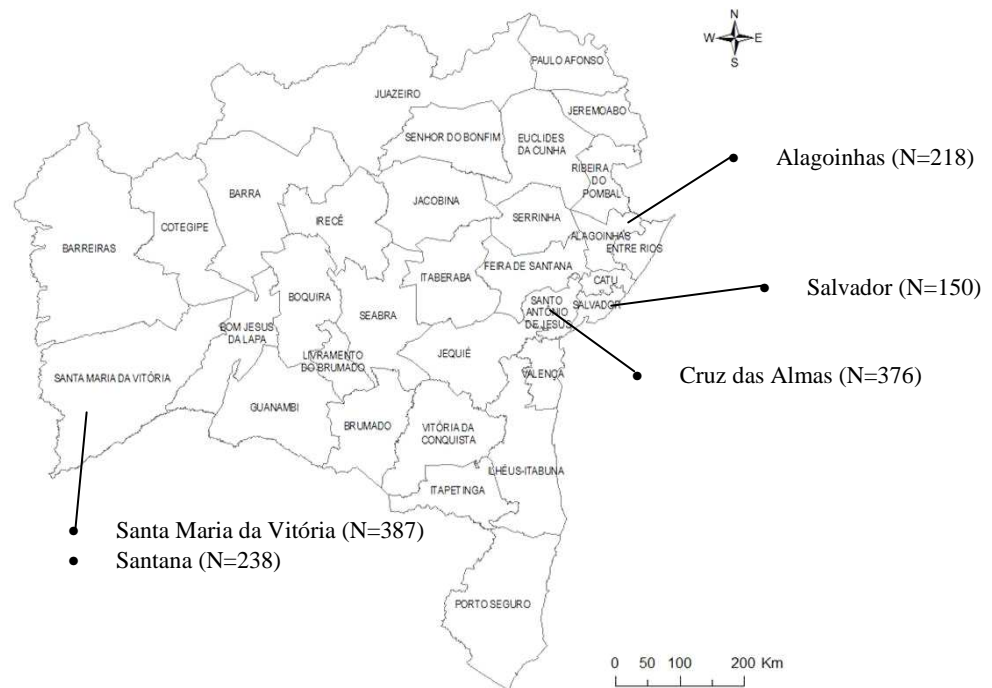 N
W E
S
PAULO AFONSO
JUAZEIRO
JEREMOABO
SENHOR DO BONFIM
EUCLIDES
DA CUNHA
Alagoinhas (N=218)
RIBEIRA
DO
POMBAL
BARRA
JACOBINA
IRECÊ
SERRINHA
COTEGIPE
ALAGOINHAS
BARREIRAS
ENTRE RIOS
FEIRA DE SANTANA
ITABERABA
CATU
Salvador (N=150)
BOQUIRA
SANTO
ANTÔNIO
DE JESUS
SALVADOR
SEABRA
BOM JESUS
DA LAPA
LIVRAMENTO
DO BRUMADO
JEQUIÉ
VALENÇA
Cruz das Almas (N=376)
SANTA MARIA DA VITÓRIA
GUANAMBI
BRUMADO
VITÓRIA DA
CONQUISTA
ILHÉUS-ITABUNA
ITAPETINGA
Santa Maria da Vitória (N=387)
Santana (N=238)
PORTO SEGURO
0 50 100 200 Km